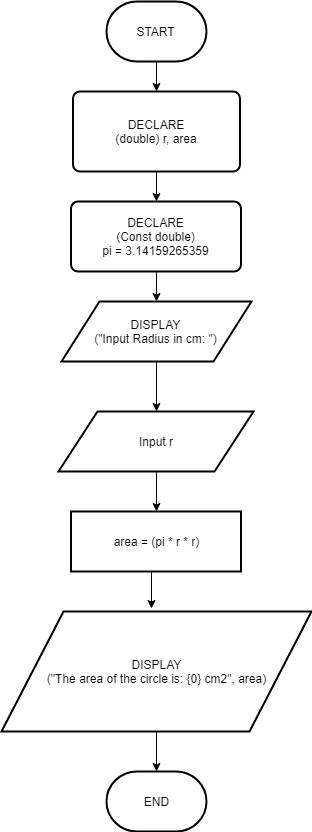 START
DECLARE
(double) r, area
DECLARE
(Const double)
pi = 3.14159265359
DISPLAY
("Input Radius in cm: ")
Input r
area = (pi * r * r)
DISPLAY
("The area of the circle is: {0} cm2", area)
END